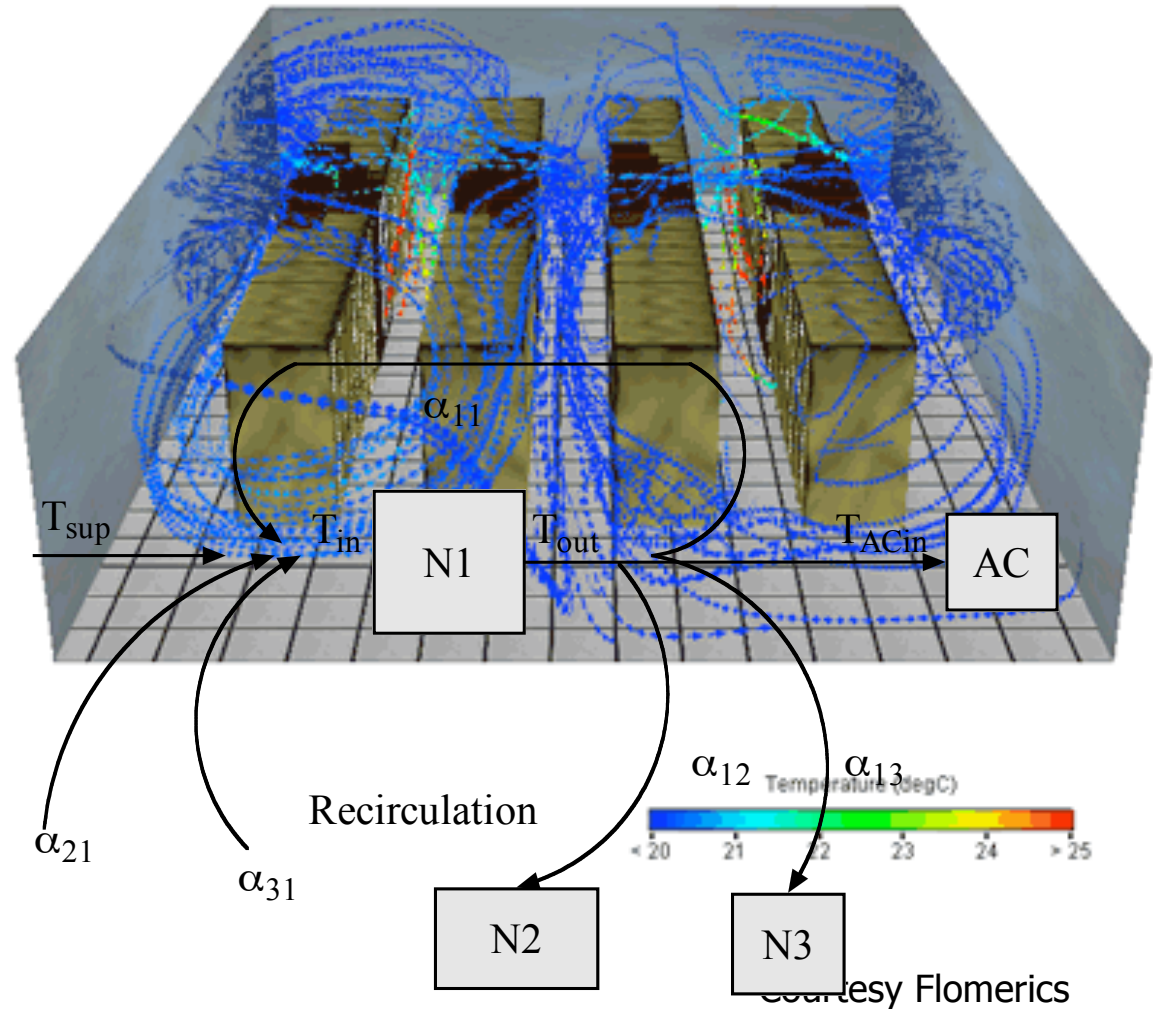 α11
Tsup
Tin
N1
Tout
TACin
AC
α12
α13
Temperature (degC)
Recirculation
< 20 21 22 23 24 > 25
α21
α31
N2
N3
Courtesy Flomerics